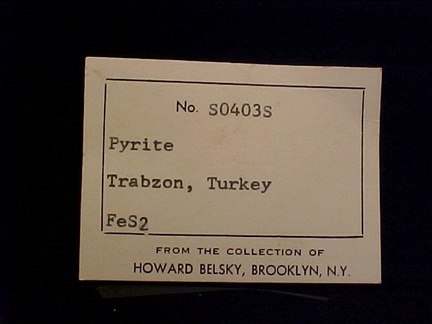 No. S0403S
Pyrite
Trabzon, Turkey
FeS2
FROM THE COLLECTION OF
HOWARD BELSKY, BROOKLYN, N.Y.